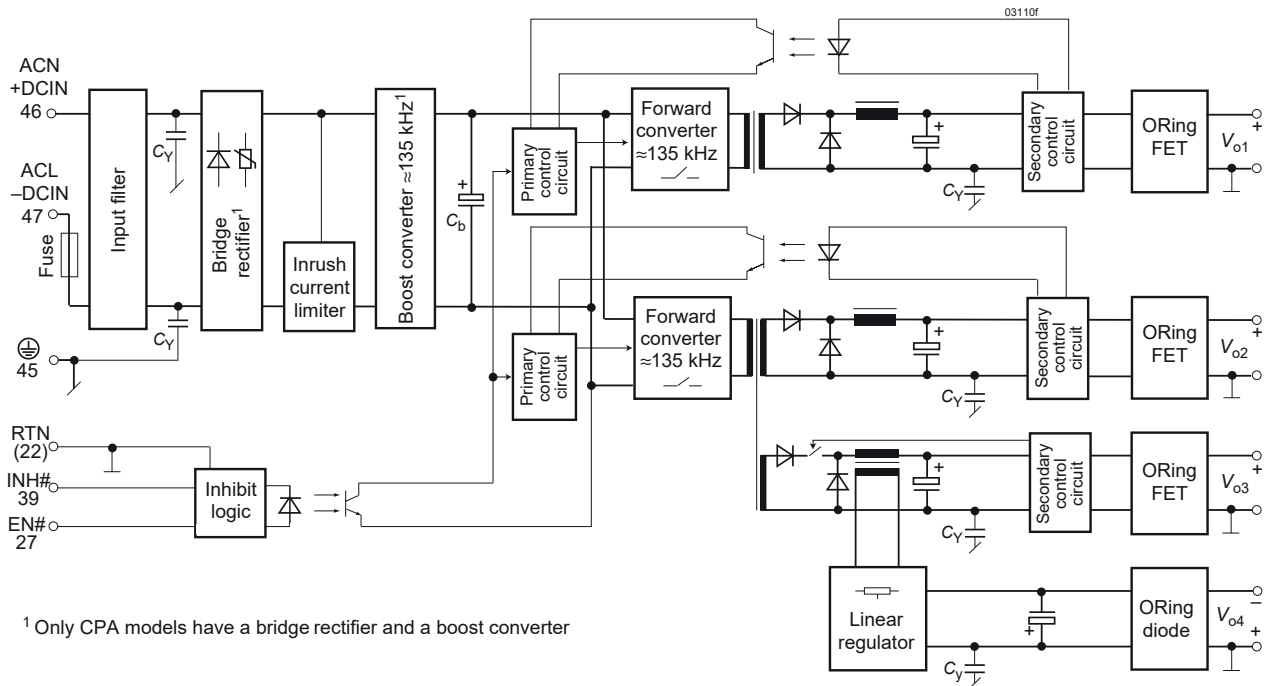 03110f
ACN
+DCIN
46
ACL
–DCIN
47
Fuse
45
Input filter
CY
CY
Bridge
rectifier1
Inrush
current
limiter
Boost converter ≈135 kHz1
+
Cb
Primary
control
circuit
Forward
converter
≈135 kHz
+
CY
Secondary
control
circuit
ORing
FET
+
Vo1
Primary
control
circuit
Forward
converter
≈135 kHz
+
CY
Secondary
control
circuit
ORing
FET
+
Vo2
+
CY
Secondary
control
circuit
ORing
FET
+
Vo3
RTN
(22)
INH#
39
EN#
27
Inhibit
logic
Linear
regulator
+
Cy
ORing
diode
–
Vo4
+
1 Only CPA models have a bridge rectifier and a boost converter